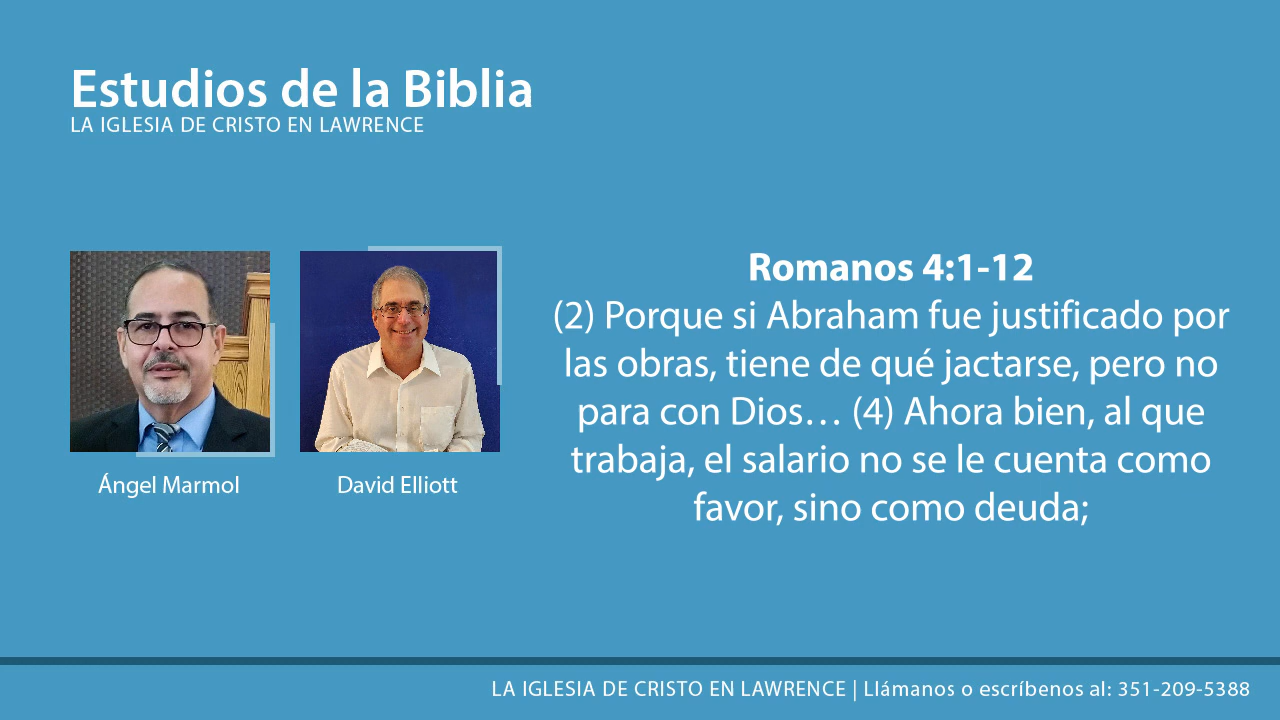 Estudios de la Biblia
LA IGLESIA DE CRISTO EN LAWRENCE
Ángel Marmol
David Elliott
Romanos 4:1-12
(2) Porque si Abraham fue justificado por
las obras, tiene de qué jactarse, pero no
para con Dios… (4) Ahora bien, al que
trabaja, el salario no se le cuenta como
favor, sino como deuda;
LA IGLESIA DE CRISTO EN LAWRENCE | Llámanos o escríbenos al: 351-209-5388